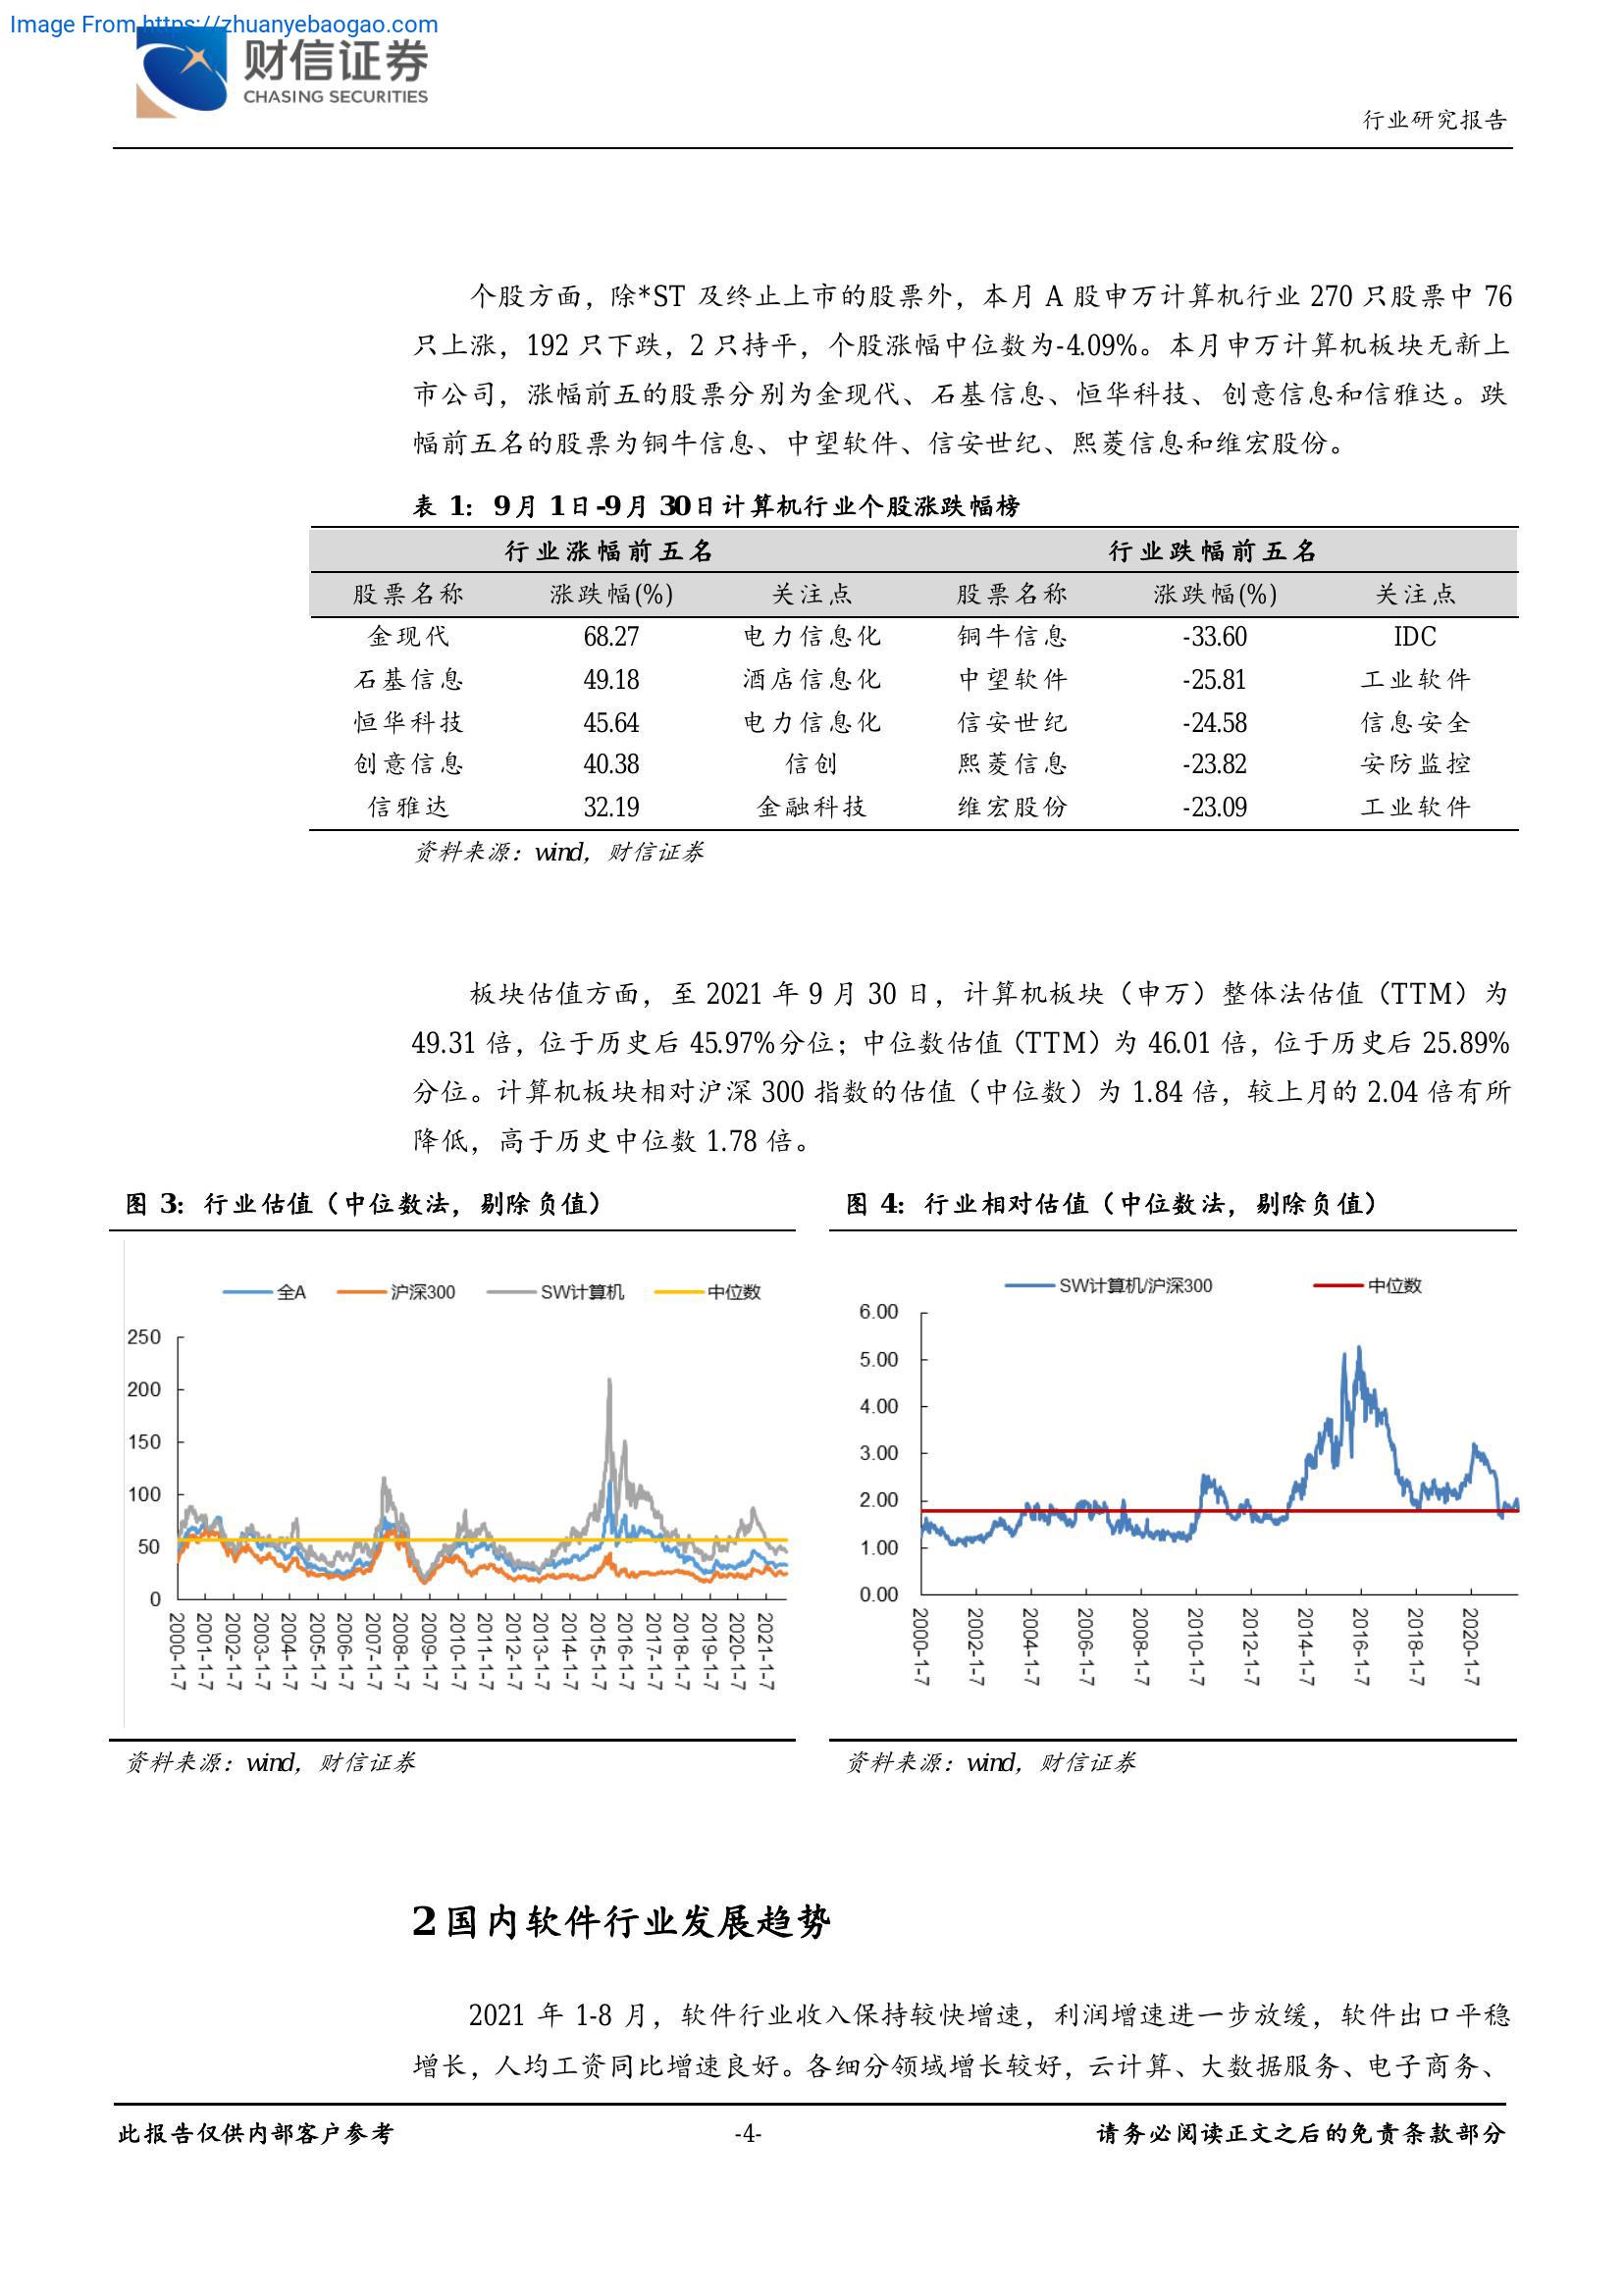 Image From https://zhuanyebaogao.com
财信证券
CHASING SECURITIES
行业研究报告
个股方面，除*ST 及终止上市的股票外，本月 A 股申万计算机行业 270 只股票中 76
只上涨，192 只下跌，2 只持平，个股涨幅中位数为-4.09%。本月申万计算机板块无新上
市公司，涨幅前五的股票分别为金现代、石基信息、恒华科技、创意信息和信雅达。跌
幅前五名的股票为铜牛信息、中望软件、信安世纪、熙菱信息和维宏股份。
表 1：9 月 1 日-9 月 30 日计算机行业个股涨跌幅榜
行业涨幅前五名 行业跌幅前五名
股票名称 涨跌幅(%) 关注点 股票名称 涨跌幅(%) 关注点
金现代 68.27 电力信息化 铜牛信息 -33.60 IDC
石基信息 49.18 酒店信息化 中望软件 -25.81 工业软件
恒华科技 45.64 电力信息化 信安世纪 -24.58 信息安全
创意信息 40.38 信创 熙菱信息 -23.82 安防监控
信雅达 32.19 金融科技 维宏股份 -23.09 工业软件
资料来源：wind，财信证券
板块估值方面，至 2021 年 9 月 30 日，计算机板块（申万）整体法估值（TTM）为
49.31 倍，位于历史后 45.97%分位；中位数估值（TTM）为 46.01 倍，位于历史后 25.89%
分位。计算机板块相对沪深 300 指数的估值（中位数）为 1.84 倍，较上月的 2.04 倍有所
降低，高于历史中位数 1.78 倍。
图 3：行业估值（中位数法，剔除负值）
全A 沪深300 SW计算机 中位数
250
200
150
100
50
0
2000-1-7 2001-1-7 2002-1-7 2003-1-7 2004-1-7 2005-1-7 2006-1-7 2007-1-7 2008-1-7 2009-1-7 2010-1-7 2011-1-7 2012-1-7 2013-1-7 2014-1-7 2015-1-7 2016-1-7 2017-1-7 2018-1-7 2019-1-7 2020-1-7 2021-1-7
资料来源：wind，财信证券
图 4：行业相对估值（中位数法，剔除负值）
SW计算机/沪深300 中位数
6.00
5.00
4.00
3.00
2.00
1.00
0.00
2000-1-7 2002-1-7 2004-1-7 2006-1-7 2008-1-7 2010-1-7 2012-1-7 2014-1-7 2016-1-7 2018-1-7 2020-1-7
资料来源：wind，财信证券
2 国内软件行业发展趋势
2021 年 1-8 月，软件行业收入保持较快增速，利润增速进一步放缓，软件出口平稳
增长，人均工资同比增速良好。各细分领域增长较好，云计算、大数据服务、电子商务、
此报告仅供内部客户参考 -4- 请务必阅读正文之后的免责条款部分